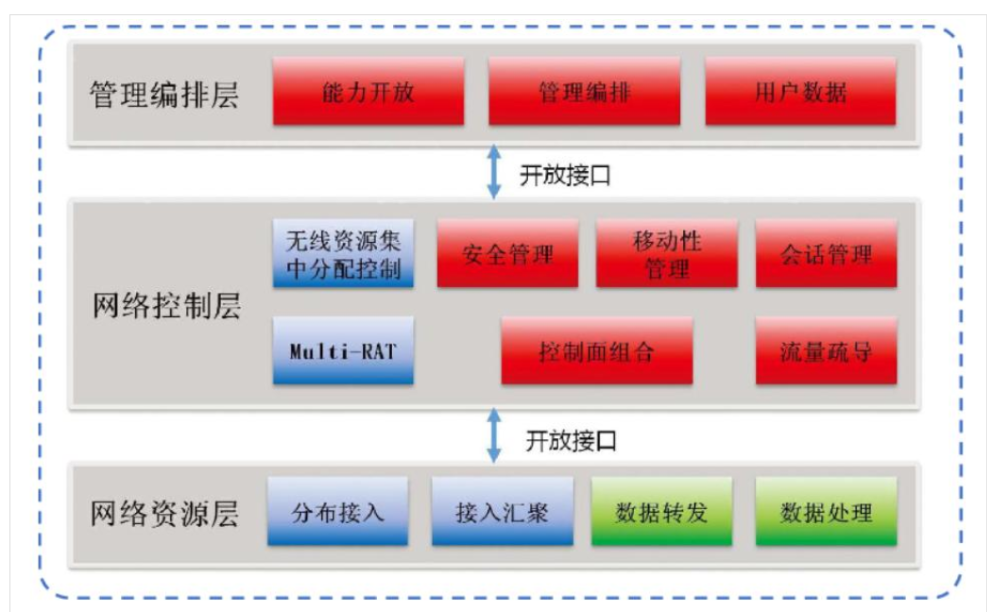 管理编排层
能力开放
管理编排
用户数据
开放接口
网络控制层
无线资源集
中分配控制
安全管理
移动性
管理
会话管理
Multi-RAT
控制面组合
流量疏导
开放接口
网络资源层
分布接入
接入汇聚
数据转发
数据处理